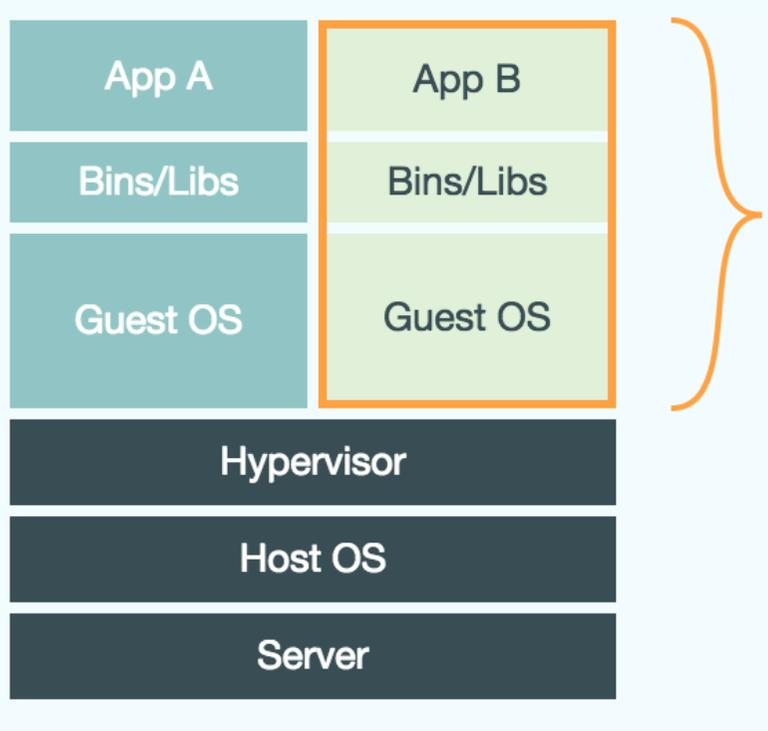 App A
App B
Bins/Libs
Bins/Libs
Guest OS
Guest OS
Hypervisor
Host OS
Server